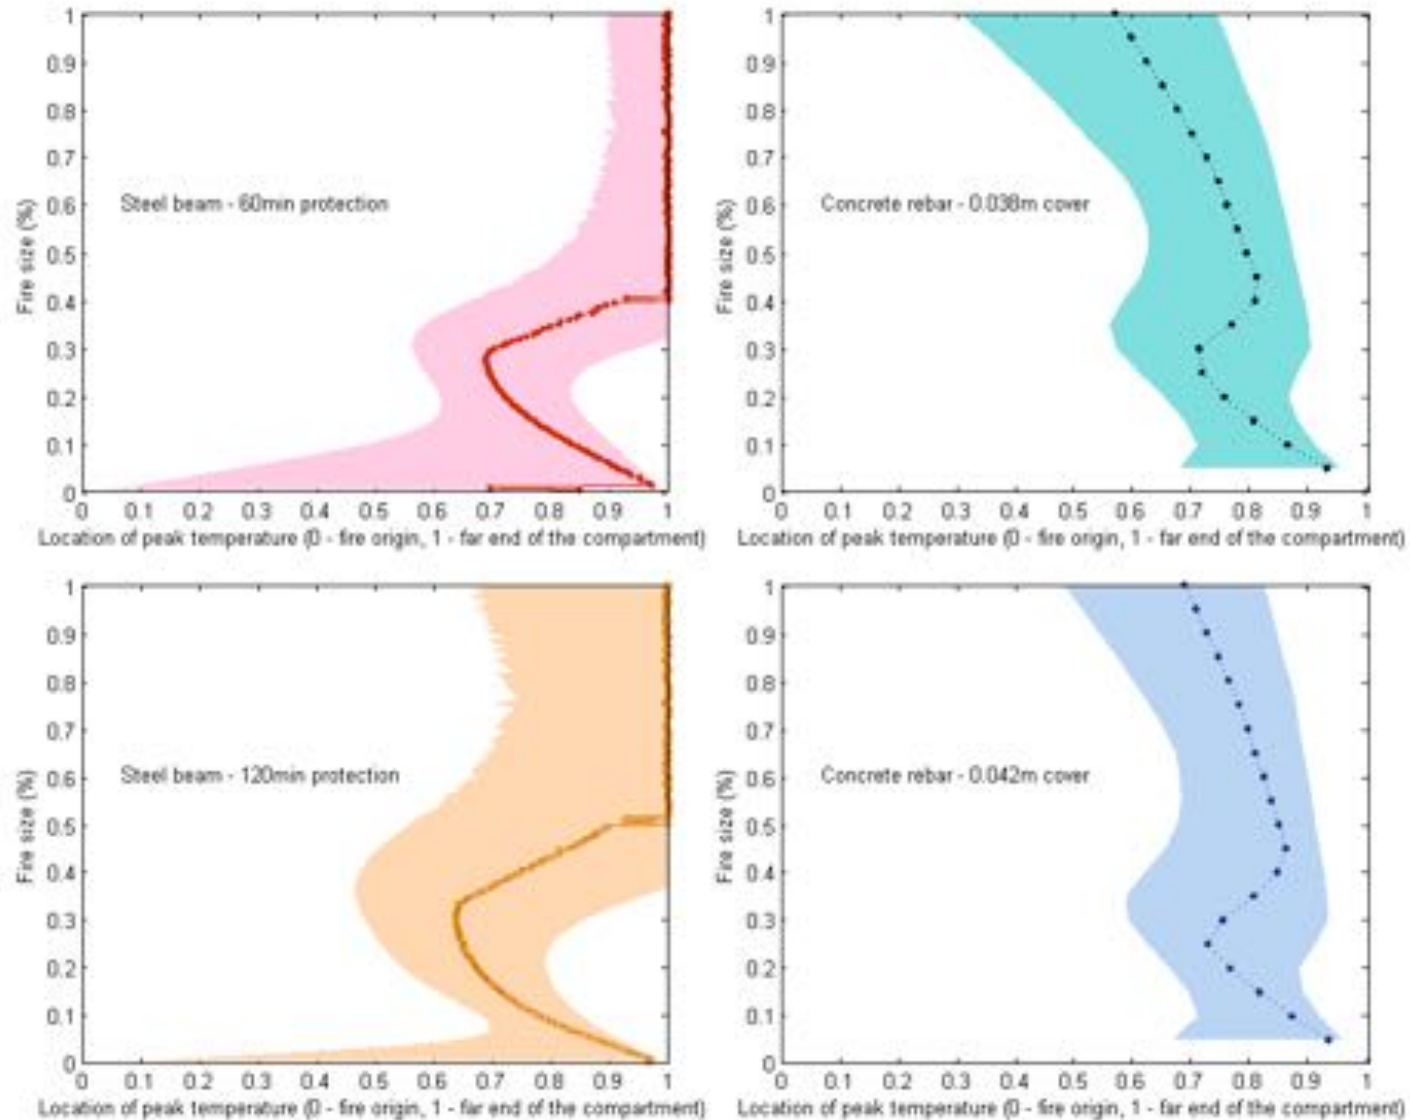 1
0.9
0.8
0.7
0.6
0.5
0.4
0.3
0.2
0.1
0
Fire size (%)
Steel beam - 60min protection
0 0.1 0.2 0.3 0.4 0.5 0.6 0.7 0.8 0.9 1
Location of peak temperature (0 - fire origin, 1 - far end of the compartment)
1
0.9
0.8
0.7
0.6
0.5
0.4
0.3
0.2
0.1
0
Fire size (%)
Concrete rebar - 0.038m cover
0 0.1 0.2 0.3 0.4 0.5 0.6 0.7 0.8 0.9 1
Location of peak temperature (0 - fire origin, 1 - far end of the compartment)
1
0.9
0.8
0.7
0.6
0.5
0.4
0.3
0.2
0.1
0
Fire size (%)
Steel beam - 120min protection
0 0.1 0.2 0.3 0.4 0.5 0.6 0.7 0.8 0.9 1
Location of peak temperature (0 - fire origin, 1 - far end of the compartment)
1
0.9
0.8
0.7
0.6
0.5
0.4
0.3
0.2
0.1
0
Fire size (%)
Concrete rebar - 0.042m cover
0 0.1 0.2 0.3 0.4 0.5 0.6 0.7 0.8 0.9 1
Location of peak temperature (0 - fire origin, 1 - far end of the compartment)